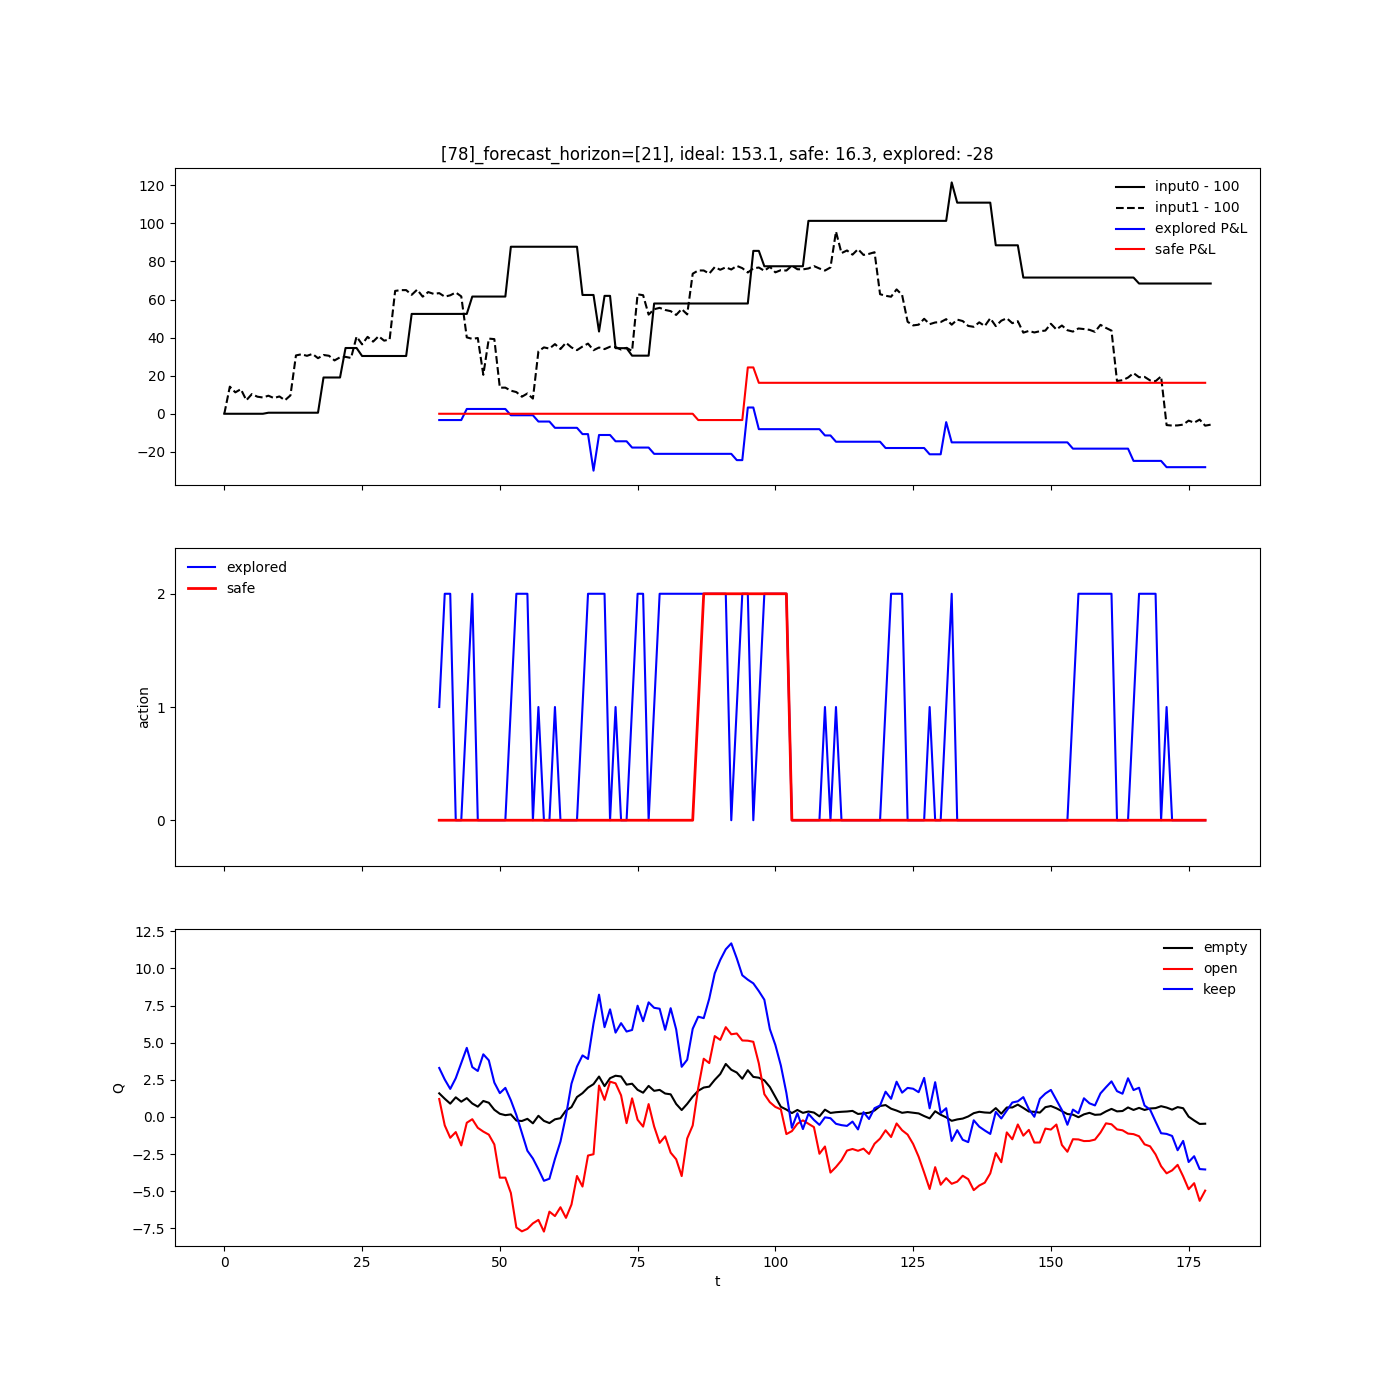 [78]_forecast_horizon=[21], ideal: 153.1, safe: 16.3, explored: -28
120
100
80
60
40
20
0
−20
input0 - 100
input1 - 100
explored P&L
safe P&L
explored
safe
2
1
0
action
12.5
10.0
7.5
5.0
2.5
0.0
−2.5
−5.0
−7.5
Q
empty
open
keep
0 25 50 75 100 125 150 175
t